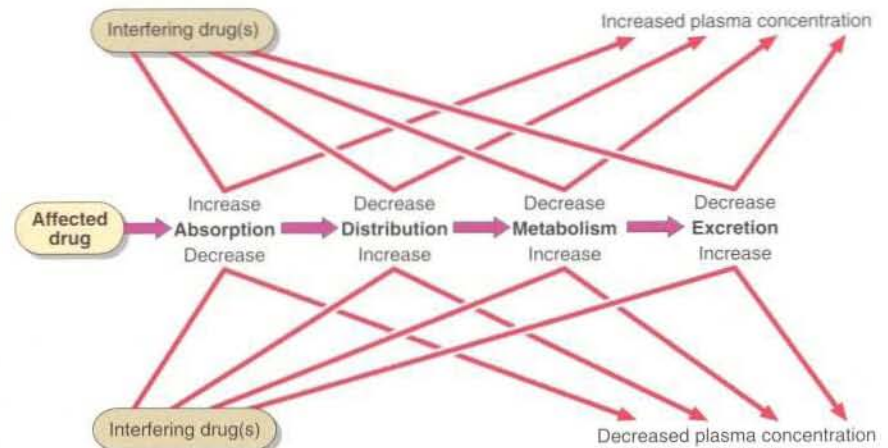 Interfering drug(s)
Increased plasma concentration
Increase
Decrease
Decrease
Decrease
Affected
drug
Absorption
Distribution
Metabolism
Excretion
Decrease
Increase
Increase
Increase
Interfering drug(s)
Decreased plasma concentration